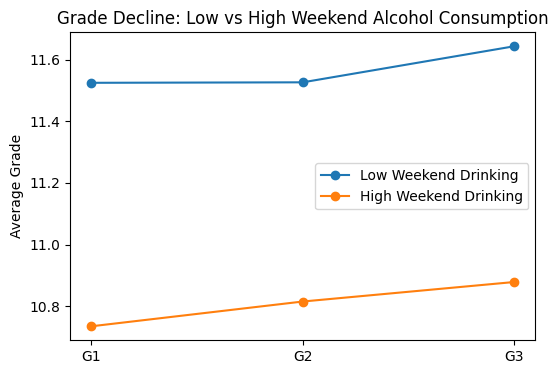 Grade Decline: Low vs High Weekend Alcohol Consumption
Average Grade
11.6
11.4
11.2
11.0
10.8
Low Weekend Drinking
High Weekend Drinking
G1 G2 G3